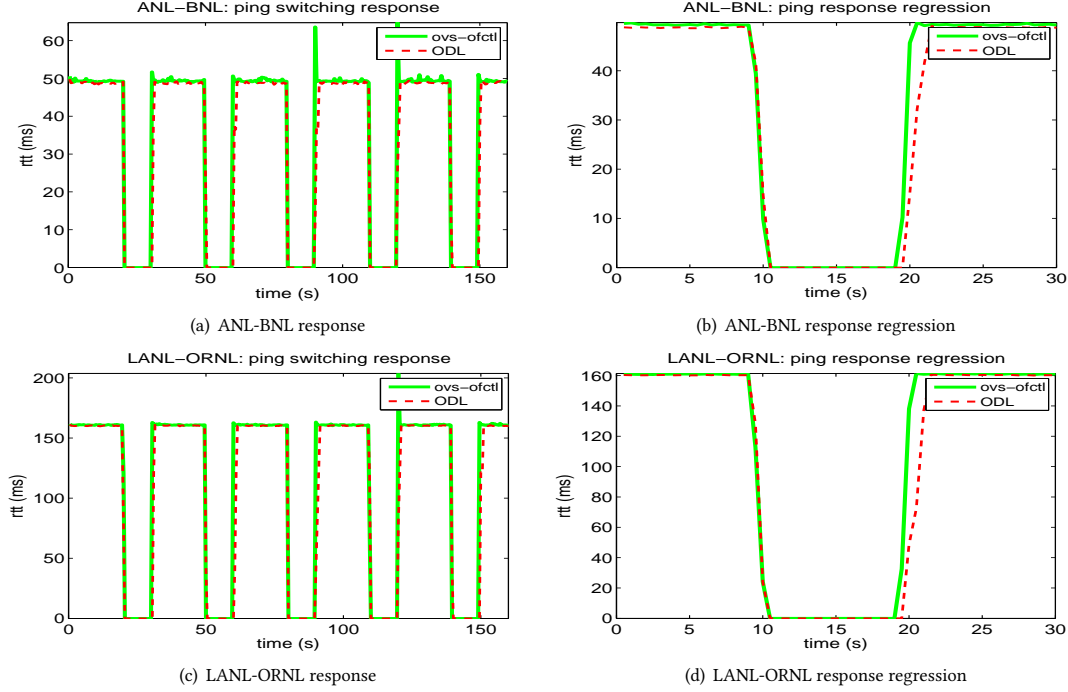 ANL−BNL: ping switching response
ovs−ofctl
ODL
60
50
40
30
20
10
0
rtt (ms)
0 50 100 150
time (s)
(a) ANL-BNL response
ANL−BNL: ping response regression
ovs−ofctl
ODL
40
30
20
10
0
rtt (ms)
0 5 10 15 20 25 30
time (s)
(b) ANL-BNL response regression
LANL−ORNL: ping switching response
ovs−ofctl
ODL
200
150
100
50
0
rtt (ms)
0 50 100 150
time (s)
(c) LANL-ORNL response
LANL−ORNL: ping response regression
ovs−ofctl
ODL
160
140
120
100
80
60
40
20
0
rtt (ms)
0 5 10 15 20 25 30
time (s)
(d) LANL-ORNL response regression